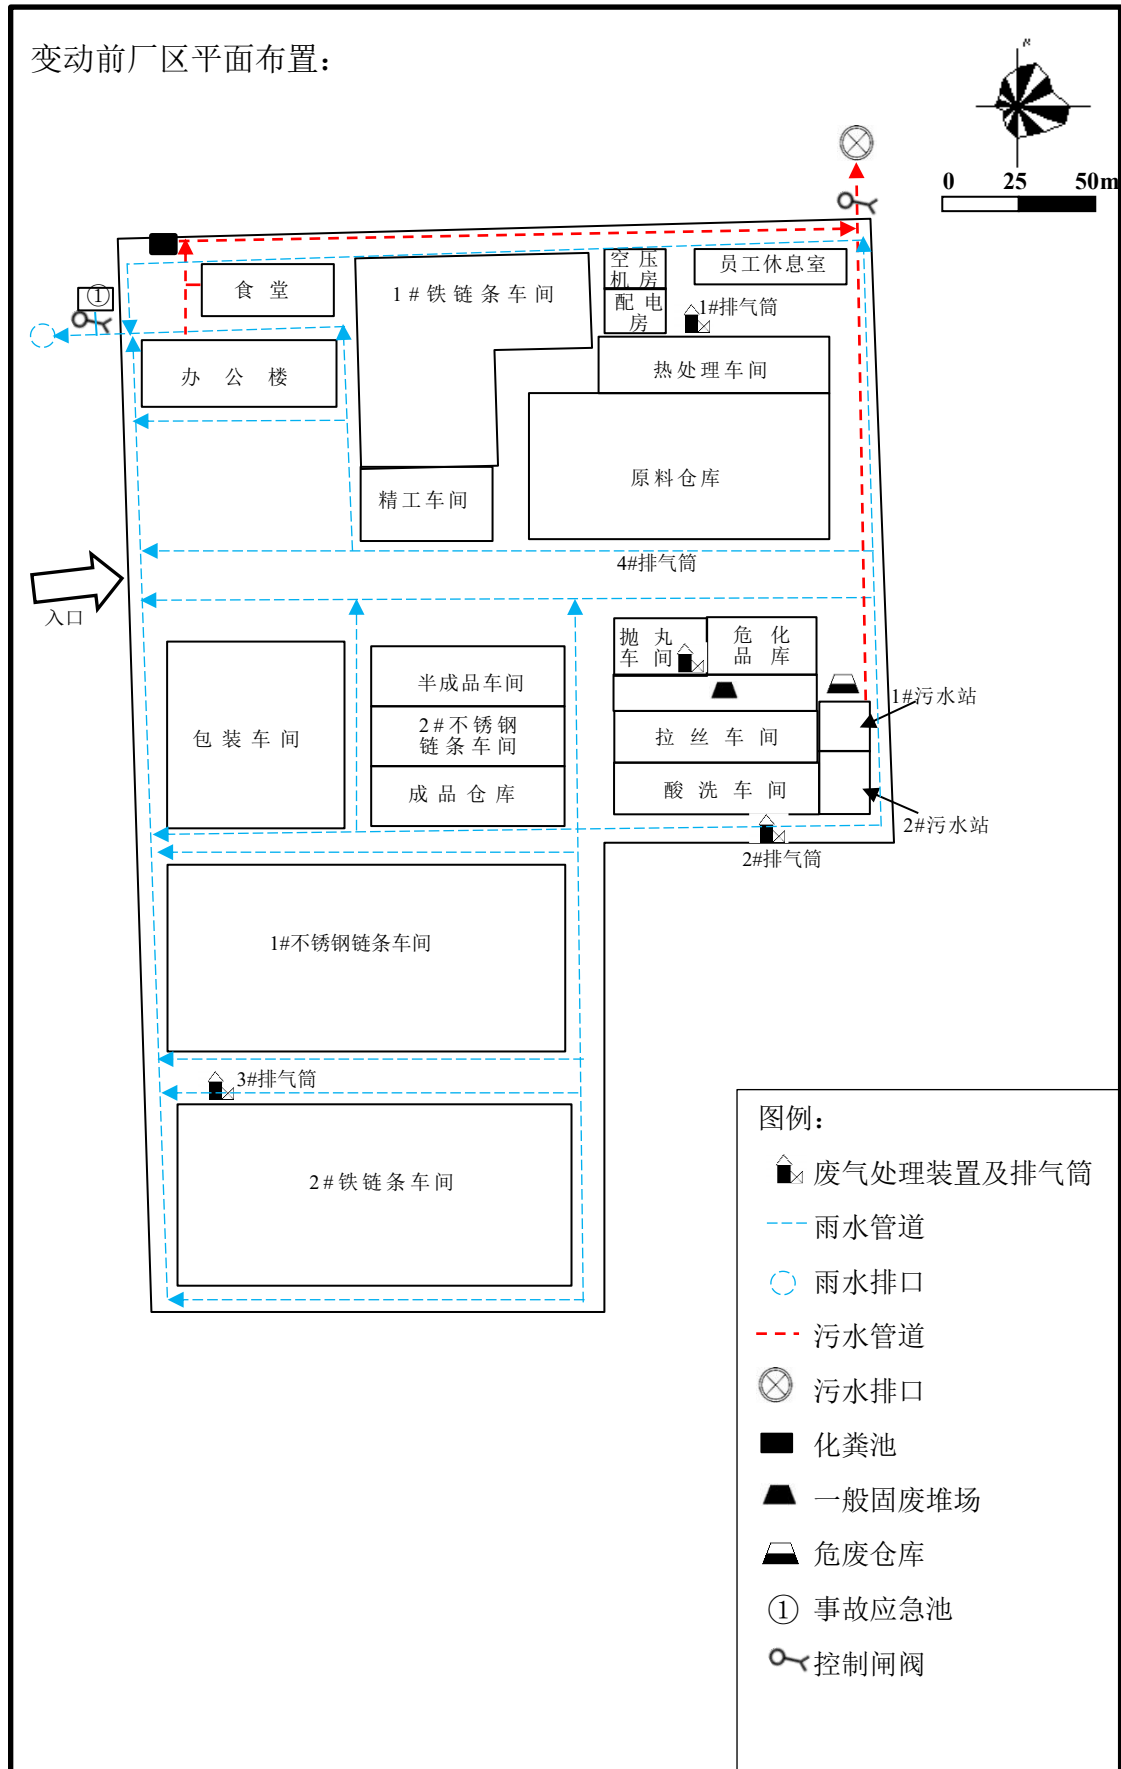 变动前厂区平面布置：
N
0 25 50m
空压
机房
员工休息室
食堂
1#铁链条车间
①
配电
房
1#排气筒
热处理车间
办公楼
原料仓库
精工车间
4#排气筒
入口
抛丸
车间
危化
品库
半成品车间
1#污水站
2#不锈钢
链条车间
包装车间
拉丝车间
成品仓库
酸洗车间
2#污水站
2#排气筒
1#不锈钢链条车间
3#排气筒
2#铁链条车间
图例：
废气处理装置及排气筒
雨水管道
雨水排口
污水管道
污水排口
化粪池
一般固废堆场
危废仓库
① 事故应急池
控制闸阀